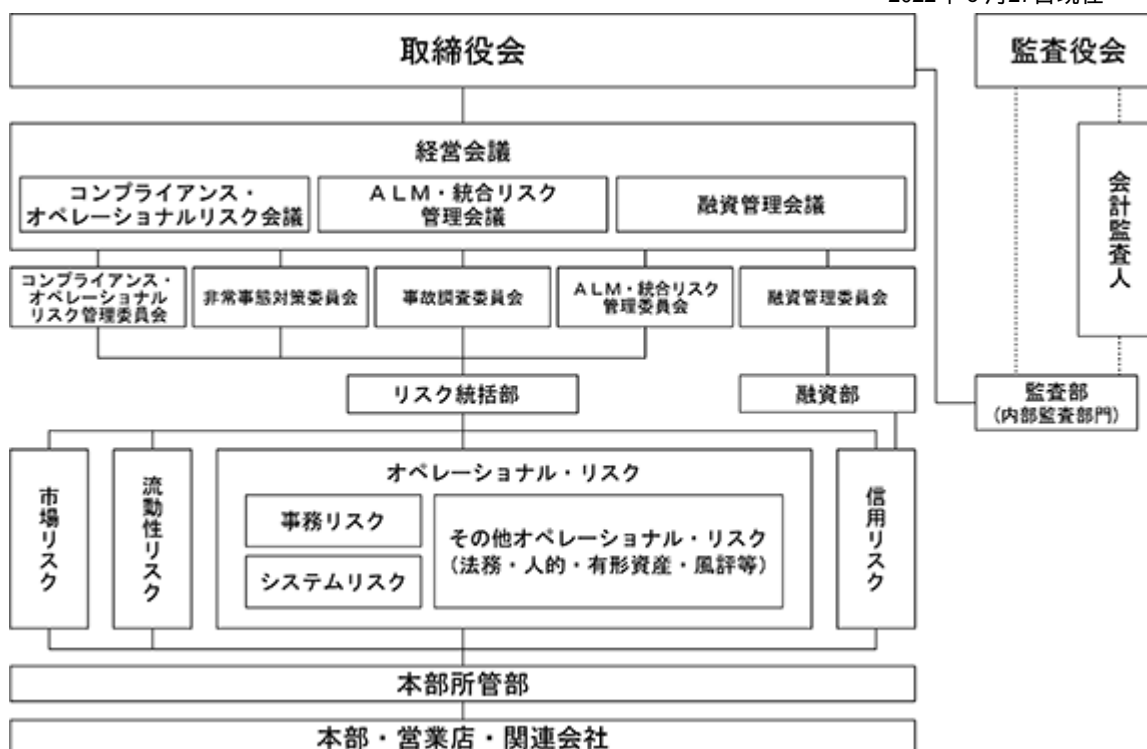 取締役会
監査役会
経営会議
コンプライアンス・
オペレーショナルリスク会議
ALM・統合リスク
管理会議
融資管理会議
会計監査人
コンプライアンス・
オペレーショナル
リスク管理委員会
非常事態対策委員会
事故調査委員会
ALM・統合リスク
管理委員会
融資管理委員会
リスク統括部
融資部
監査部
(内部監査部門)
市場リスク
流動性リスク
オペレーショナル・リスク
事務リスク
システムリスク
その他オペレーショナル・リスク
(法務・人的・有形資産・風評等)
信用リスク
本部所管部
本部・営業店・関連会社